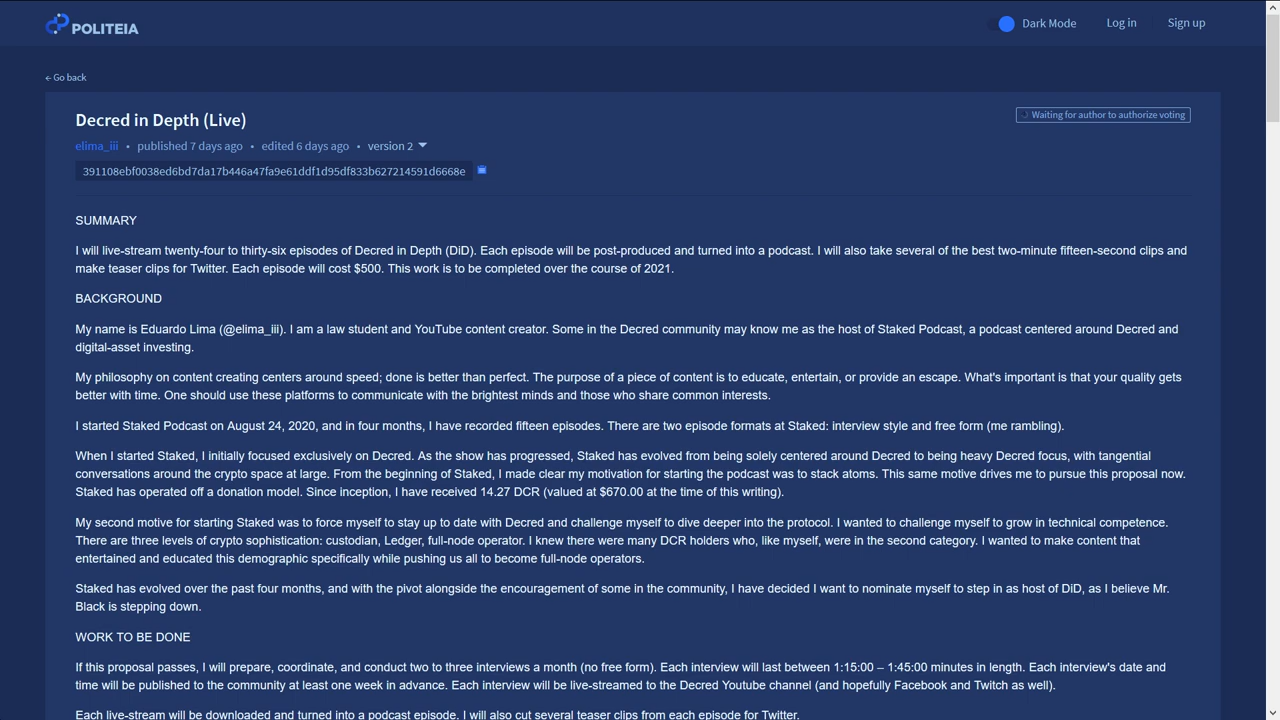 POLITEIA
Dark Mode
Log in
Sign up
← Go back
Decred in Depth (Live)
Waiting for author to authorize voting
elima_iii • published 7 days ago • edited 6 days ago • version 2
391108ebf0038ed6bd7da17b446a47fa9e61ddf1d95df833b627214591d6668e
SUMMARY
I will live-stream twenty-four to thirty-six episodes of Decred in Depth (DiD). Each episode will be post-produced and turned into a podcast. I will also take several of the best two-minute fifteen-second clips and
make teaser clips for Twitter. Each episode will cost $500. This work is to be completed over the course of 2021.
BACKGROUND
My name is Eduardo Lima (@elima_iii). I am a law student and YouTube content creator. Some in the Decred community may know me as the host of Staked Podcast, a podcast centered around Decred and
digital-asset investing.
My philosophy on content creating centers around speed; done is better than perfect. The purpose of a piece of content is to educate, entertain, or provide an escape. What's important is that your quality gets
better with time. One should use these platforms to communicate with the brightest minds and those who share common interests.
I started Staked Podcast on August 24, 2020, and in four months, I have recorded fifteen episodes. There are two episode formats at Staked: interview style and free form (me rambling).
When I started Staked, I initially focused exclusively on Decred. As the show has progressed, Staked has evolved from being solely centered around Decred to being heavy Decred focus, with tangential
conversations around the crypto space at large. From the beginning of Staked, I made clear my motivation for starting the podcast was to stack atoms. This same motive drives me to pursue this proposal now.
Staked has operated off a donation model. Since inception, I have received 14.27 DCR (valued at $670.00 at the time of this writing).
My second motive for starting Staked was to force myself to stay up to date with Decred and challenge myself to dive deeper into the protocol. I wanted to challenge myself to grow in technical competence.
There are three levels of crypto sophistication: custodian, Ledger, full-node operator. I knew there were many DCR holders who, like myself, were in the second category. I wanted to make content that
entertained and educated this demographic specifically while pushing us all to become full-node operators.
Staked has evolved over the past four months, and with the pivot alongside the encouragement of some in the community, I have decided I want to nominate myself to step in as host of DiD, as I believe Mr.
Black is stepping down.
WORK TO BE DONE
If this proposal passes, I will prepare, coordinate, and conduct two to three interviews a month (no free form). Each interview will last between 1:15:00 – 1:45:00 minutes in length. Each interview's date and
time will be published to the community at least one week in advance. Each interview will be live-streamed to the Decred Youtube channel (and hopefully Facebook and Twitch as well).
Each live-stream will be downloaded and turned into a podcast episode. I will also cut several teaser clips from each episode for Twitter.